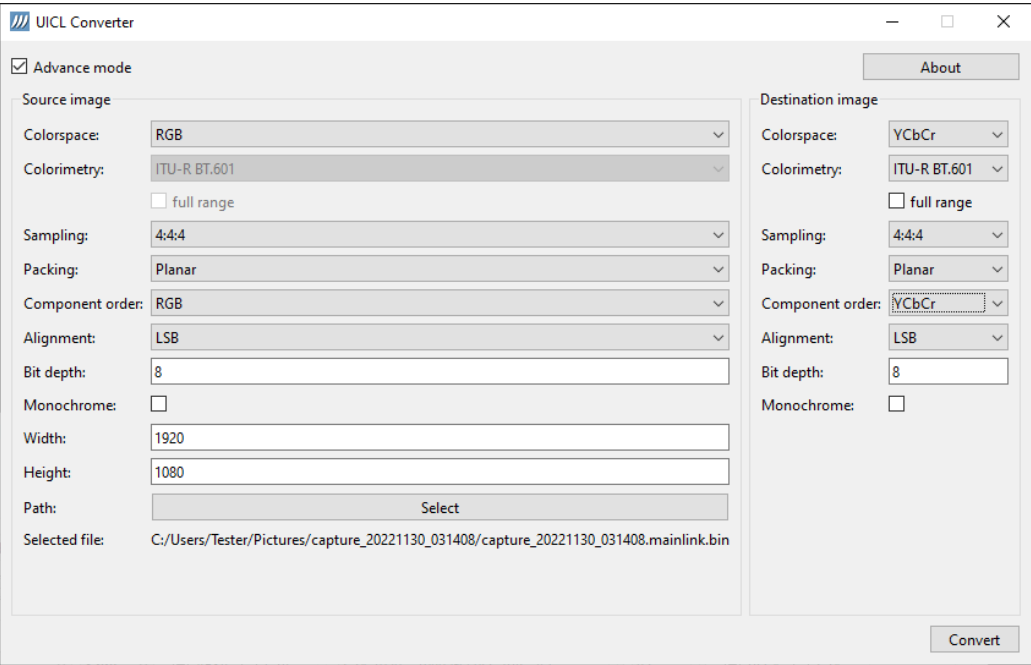 UICL Converter
Advance mode
About
Source image
Colorspace: RGB
Colorimetry: ITU-R BT.601
full range
Sampling: 4:4:4
Packing: Planar
Component order: RGB
Alignment: LSB
Bit depth: 8
Monochrome:
Width: 1920
Height: 1080
Path: Select
Selected file: C:/Users/Tester/Pictures/capture_20221130_031408/capture_20221130_031408.mainlink.bin
Destination image
Colorspace: YCbCr
Colorimetry: ITU-R BT.601
full range
Sampling: 4:4:4
Packing: Planar
Component order: YCbCr
Alignment: LSB
Bit depth: 8
Monochrome:
Convert